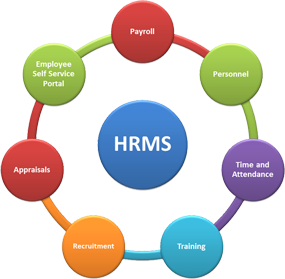 Payroll
Personnel
Time and
Attendance
Training
Recruitment
Appraisals
Employee
Self Service
Portal
HRMS